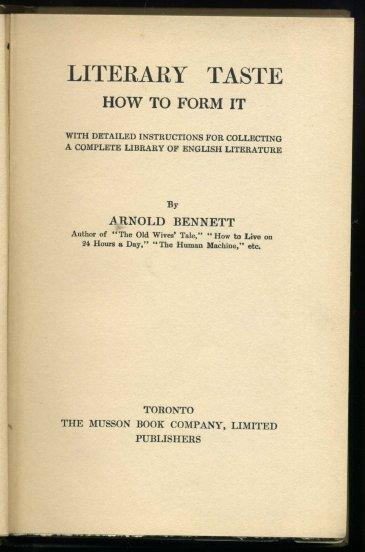 LITERARY TASTE
HOW TO FORM IT
WITH DETAILED INSTRUCTIONS FOR COLLECTING
A COMPLETE LIBRARY OF ENGLISH LITERATURE
By
ARNOLD BENNETT
Author of "The Old Wives' Tale," "How to Live on
24 Hours a Day," "The Human Machine," etc.
TORONTO
THE MUSSON BOOK COMPANY, LIMITED
PUBLISHERS